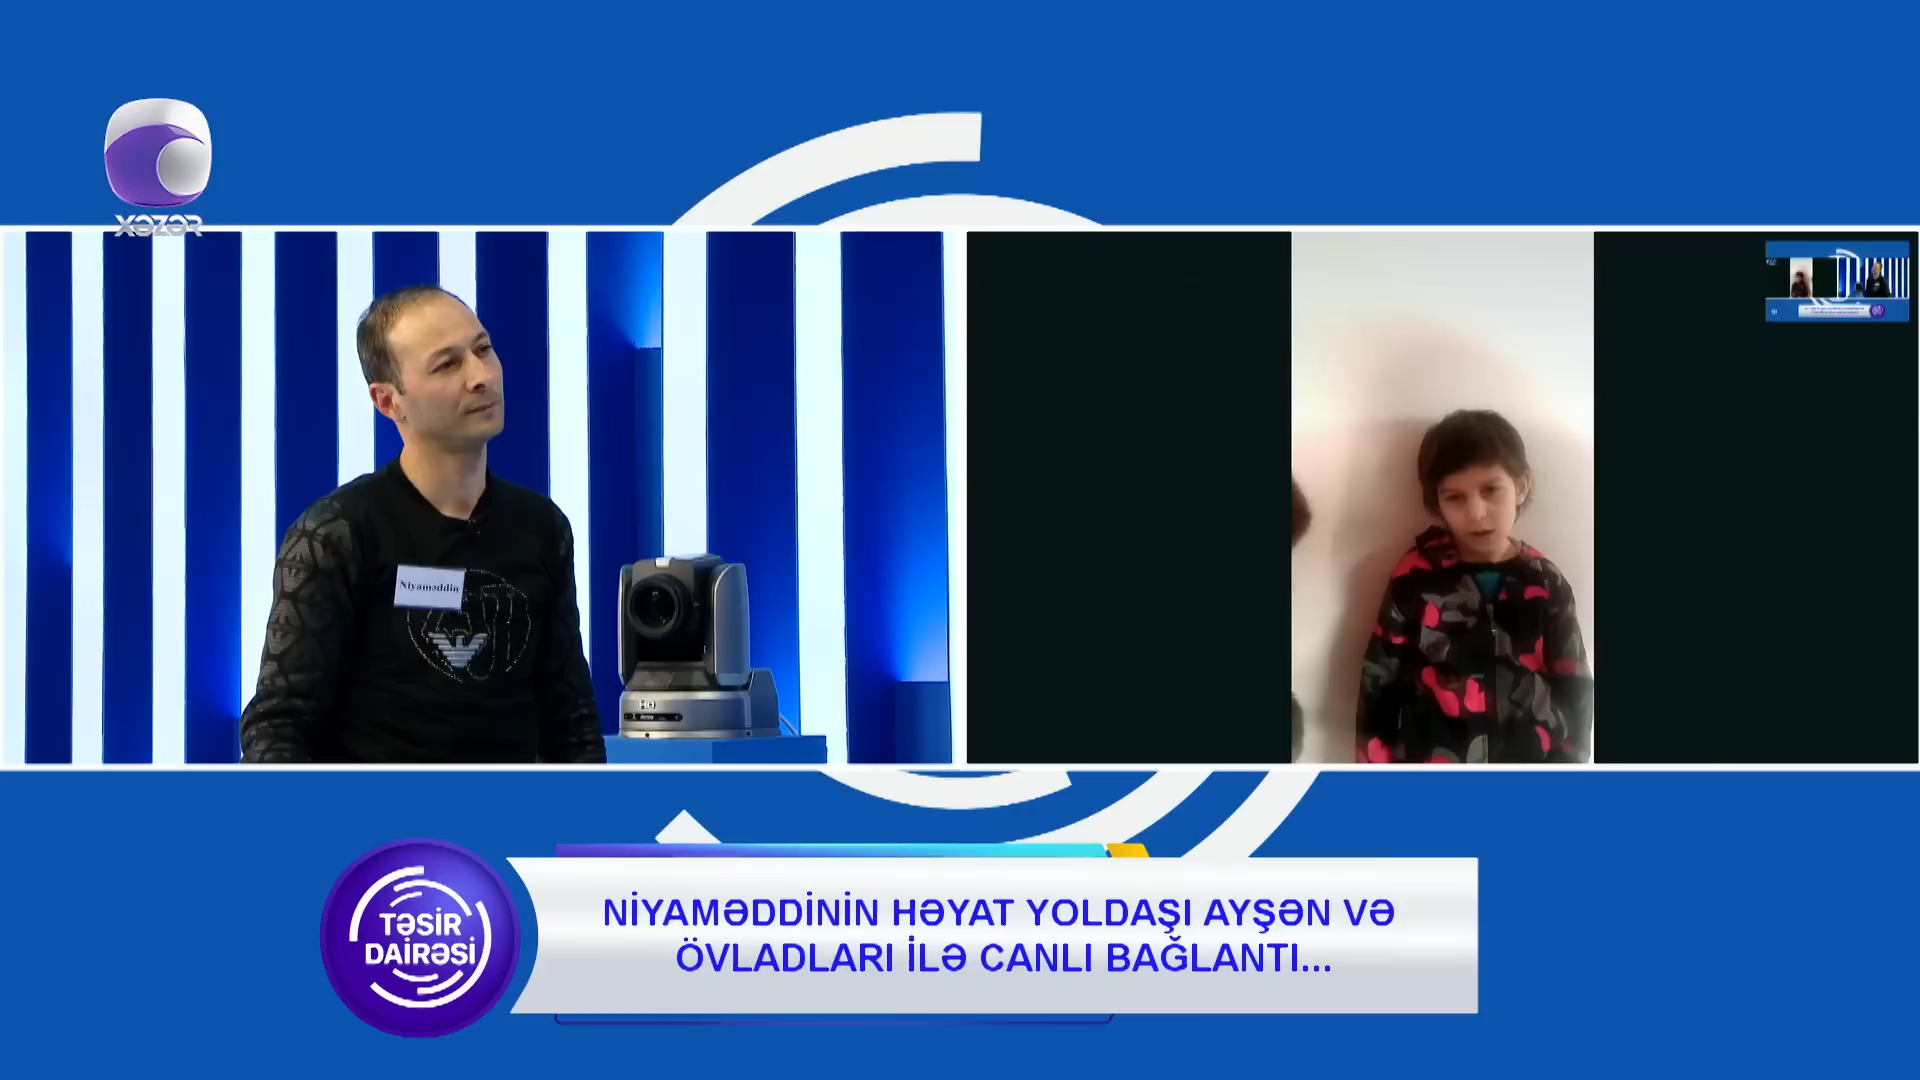 XƏZƏR
Niyaməddin
TƏSİR
DAİRƏSİ
NİYAMƏDDİNİN HƏYAT YOLDAŞI AYŞƏN VƏ
ÖVLADLARI İLƏ CANLI BAĞLANTI...